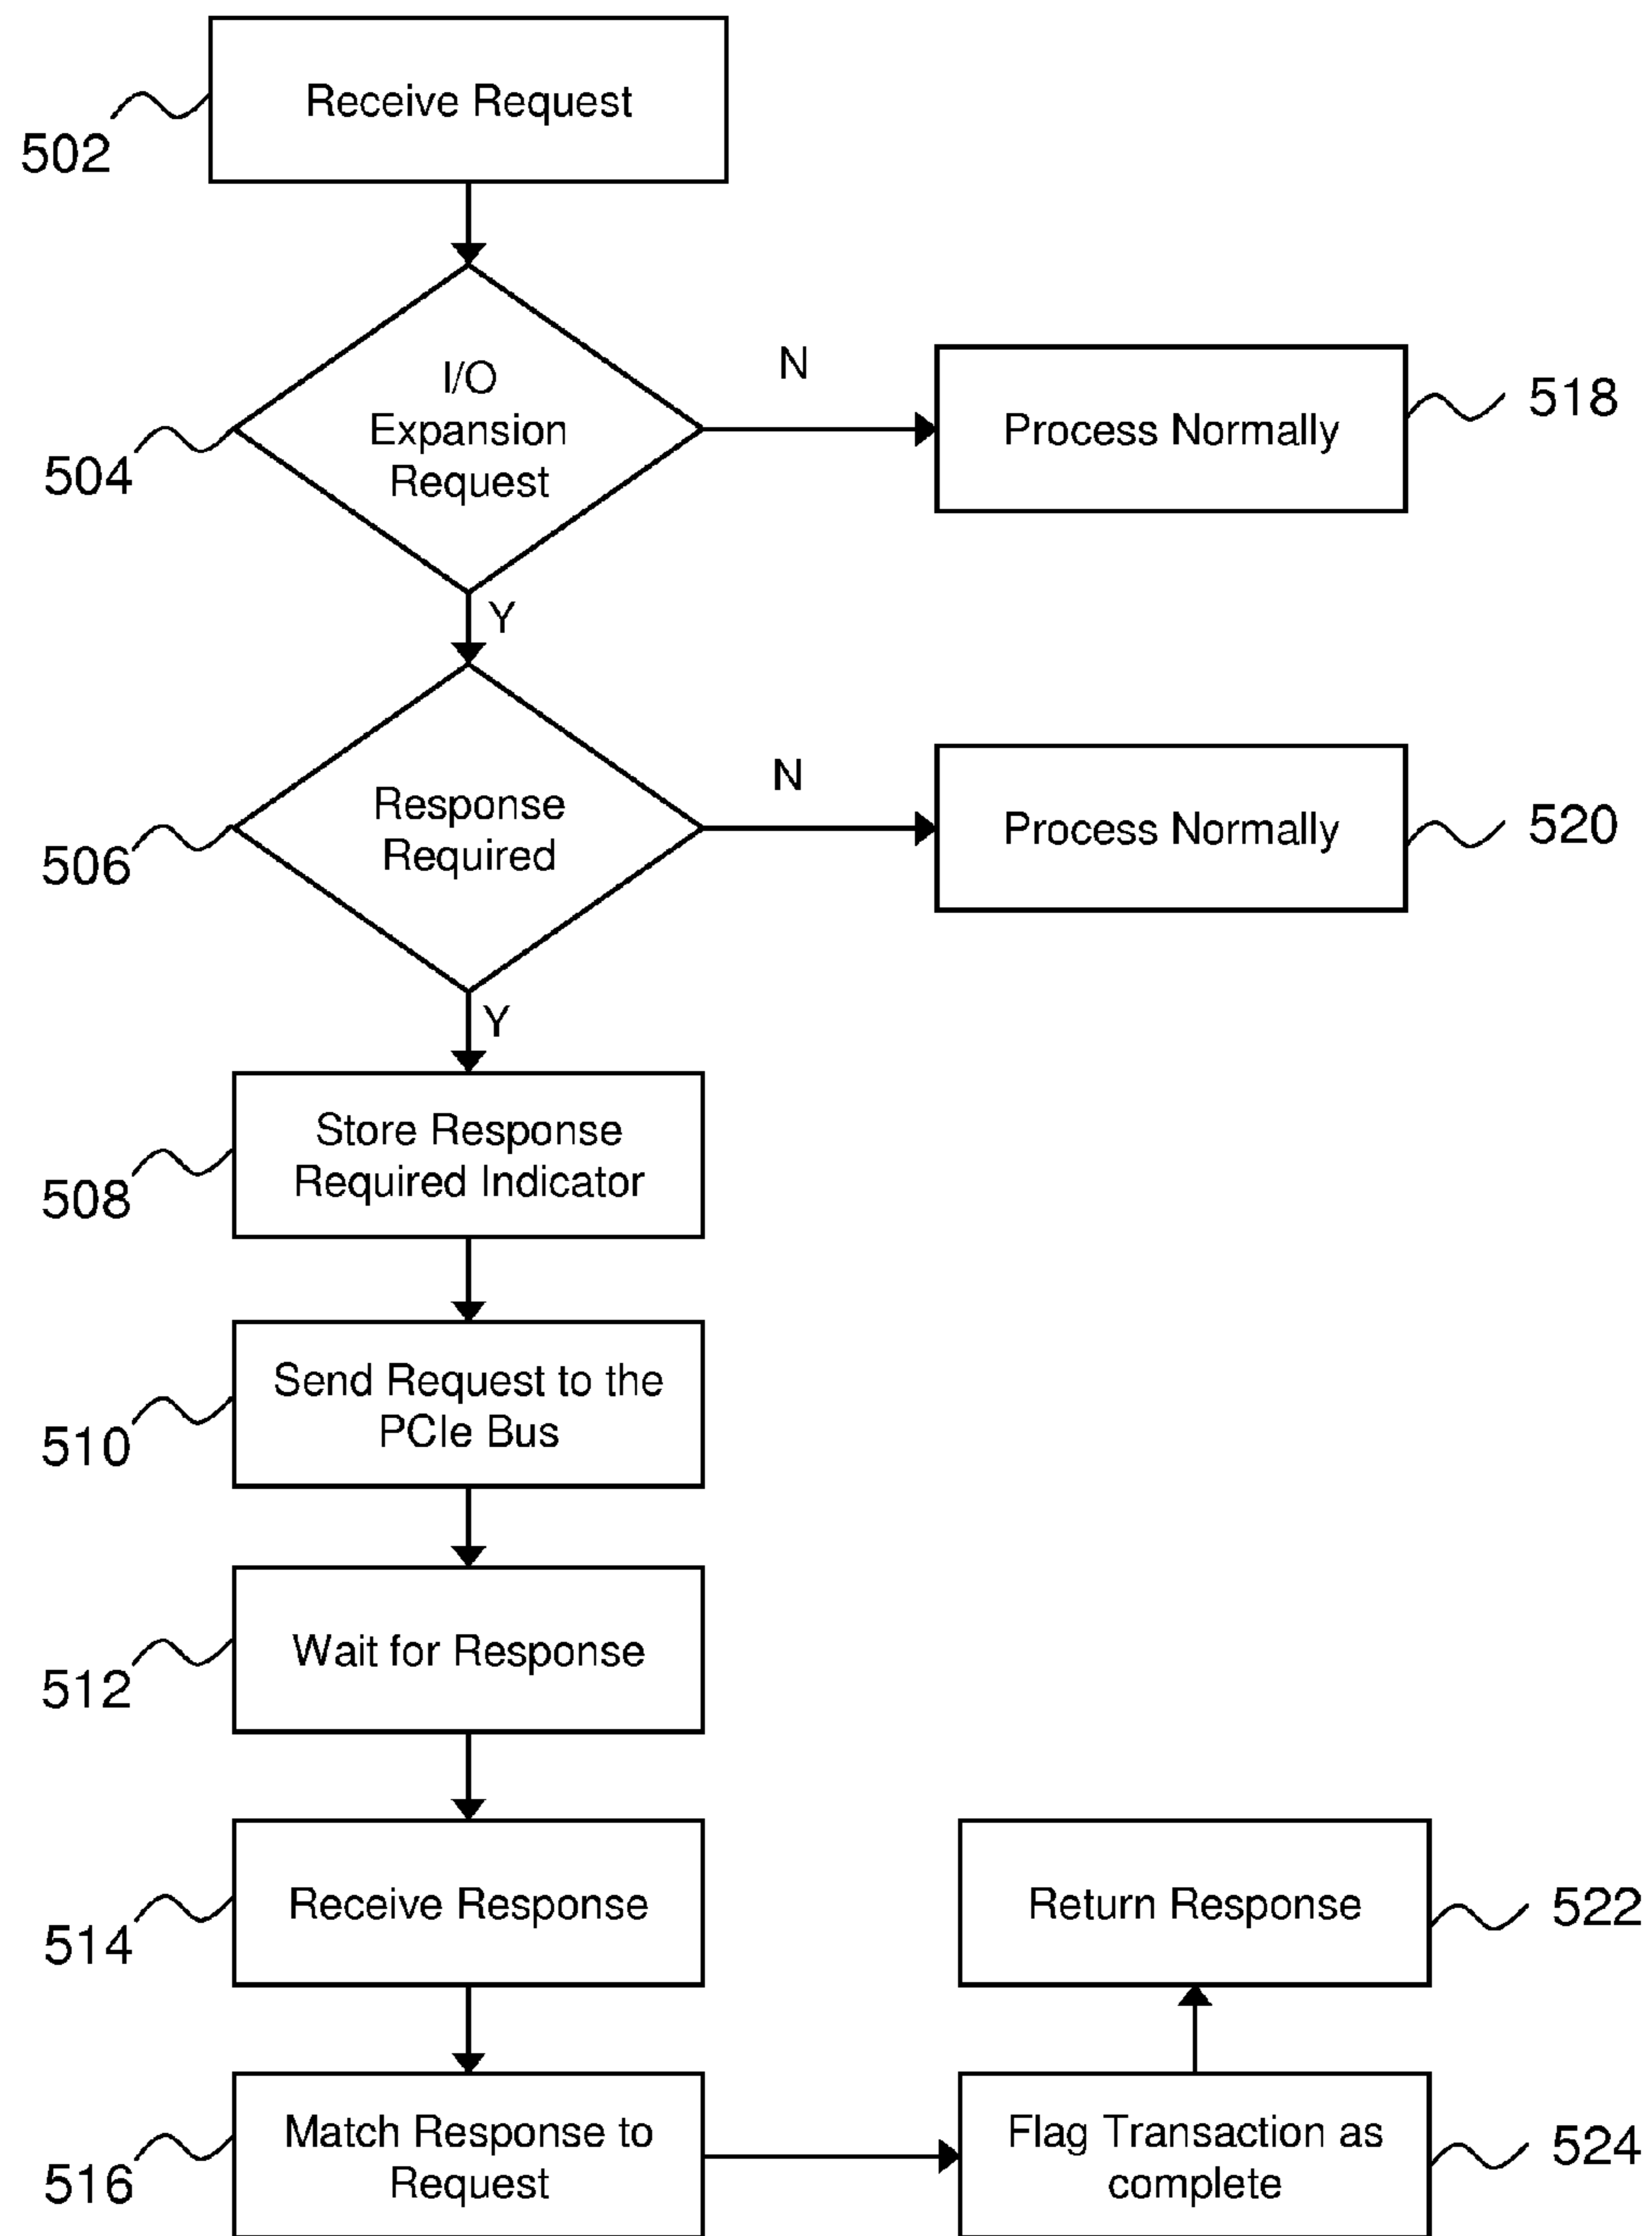 Receive Request
502
I/O
Expansion
Request
504
N
Process Normally
518
Y
Response
Required
506
N
Process Normally
520
Y
Store Response
Required Indicator
508
Send Request to the
PCIe Bus
510
Wait for Response
512
Receive Response
514
Return Response
522
Match Response to
Request
516
Flag Transaction as
complete
524